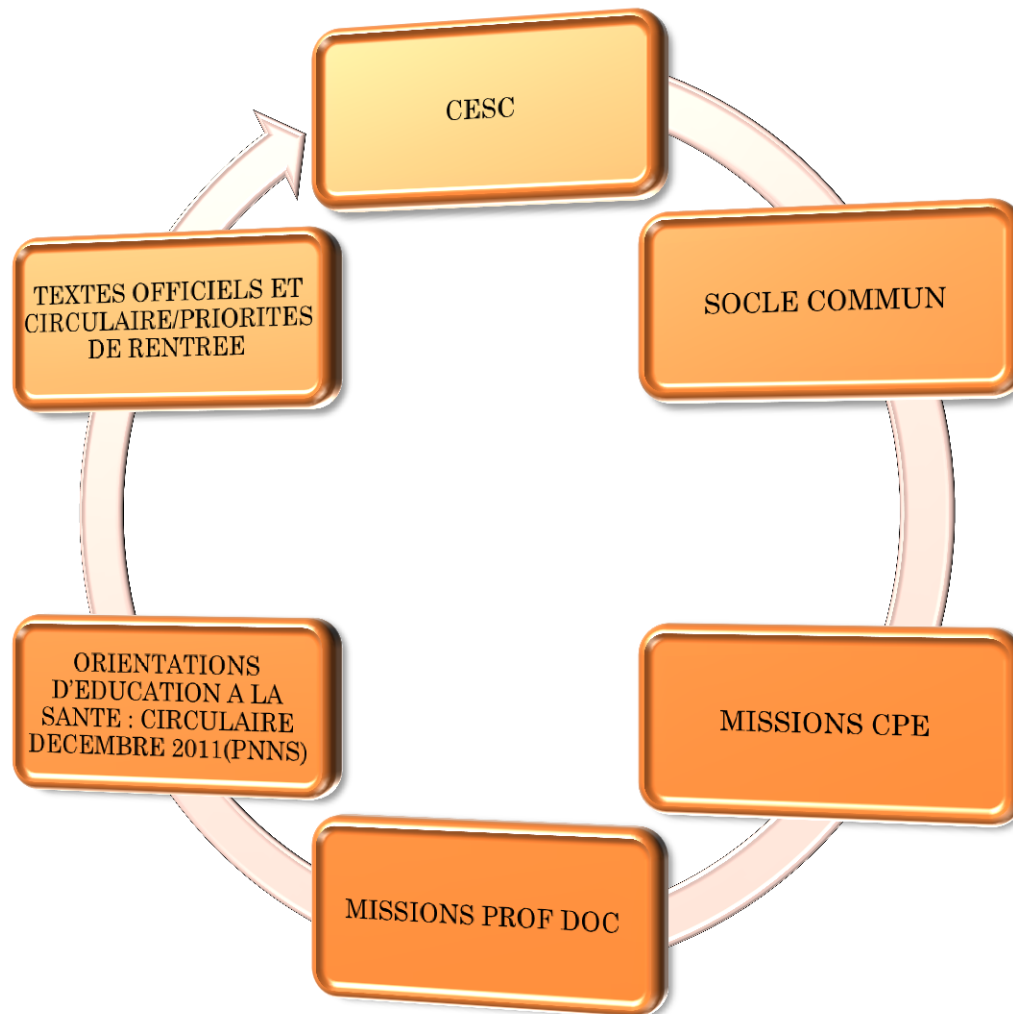 CESC
SOCLE COMMUN
MISSIONS CPE
MISSIONS PROF DOC
ORIENTATIONS
D'EDUCATION A LA
SANTE : CIRCULAIRE
DECEMBRE 2011(PNNS)
TEXTES OFFICIELS ET
CIRCULAIRE/PRIORITES
DE RENTREE